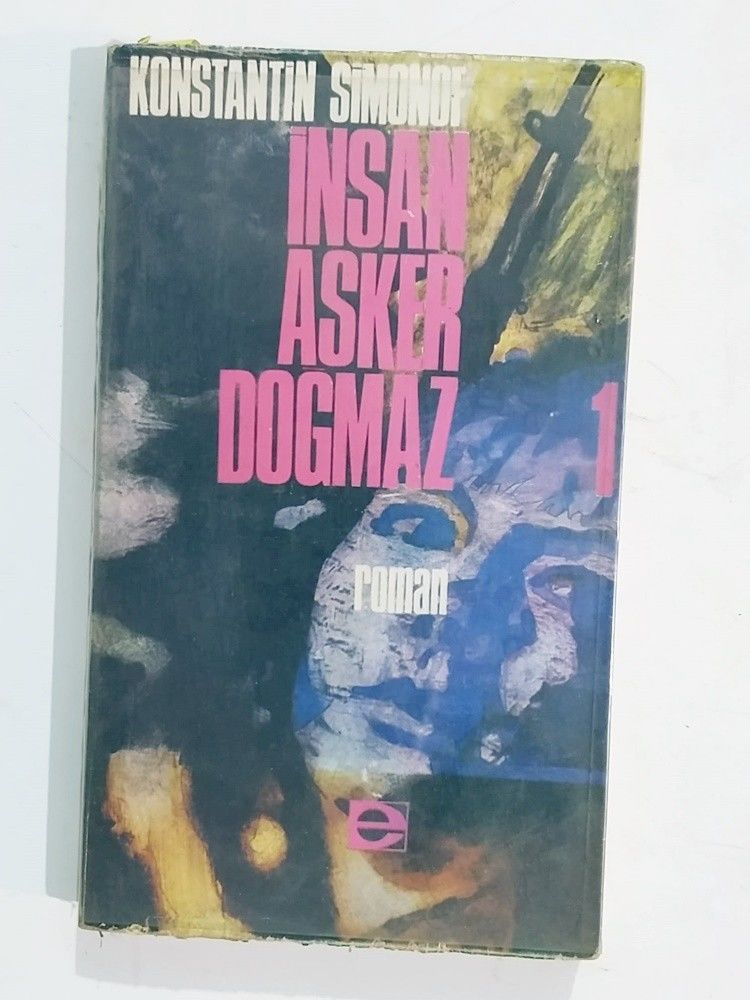 KONSTANTİN SİMONOF
İNSAN
ASKER
DOĞMAZ 1
roman
e